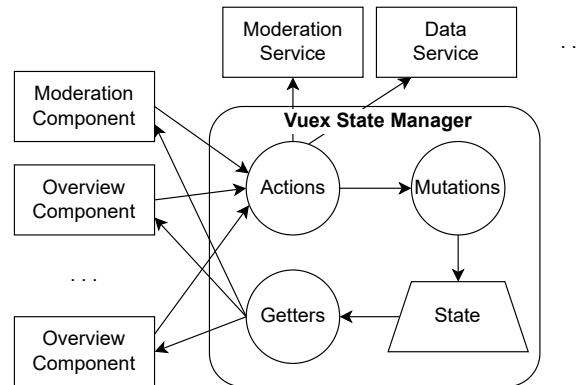 Moderation
Service
Data
Service
. .
Moderation
Component
Vuex State Manager
Overview
Component
Actions
Mutations
. . .
Overview
Component
Getters
State